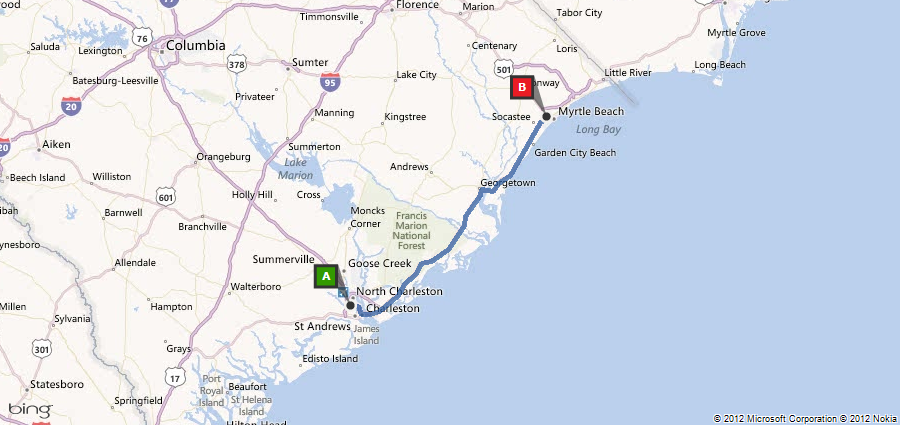 77
Florence
Marion
Tabor City
Timmonsville
76
Saluda
Lexington
Columbia
378
Sumter
Centenary
Loris
Myrtle Grove
501
onway
Little River
Long Beach
Batesburg-Leesville
95
Lake City
B
20
Privateer
Manning
Kingstree
Socastee
Myrtle Beach
Long Bay
20
Aiken
Summerton
Orangeburg
Lake
Marion
Andrews
Garden City Beach
Beech Island
Williston
601
Holly Hill
Cross
Georgetown
Barnwell
Branchville
Moncks
Corner
Francis
Marion
National
Forest
ynesboro
Allendale
Summerville
Goose Creek
A
Walterboro
North Charleston
Charleston
Millen
Hampton
Sylvania
St Andrews
James
Island
301
Grays
Edisto Island
17
Port
Royal
Island
Beaufort
St Helena
Island
Statesboro
Springfield
bing
Hilton Head
© 2012 Microsoft Corporation © 2012 Nokia